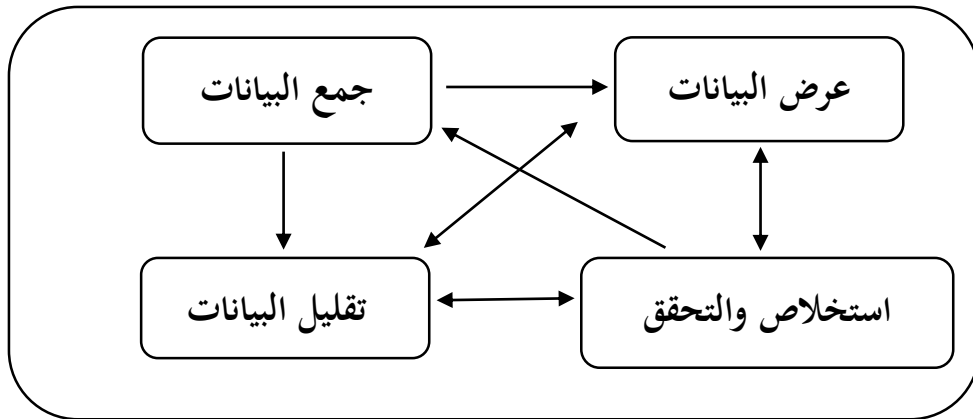 جمع البيانات
عرض البيانات
تقليل البيانات
استخلاص والتحقق